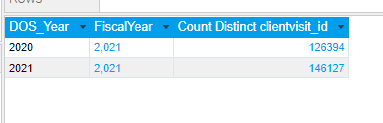 ROWS
DOS_Year FiscalYear Count Distinct clientvisit_id
2020 2,021 126394
2021 2,021 146127